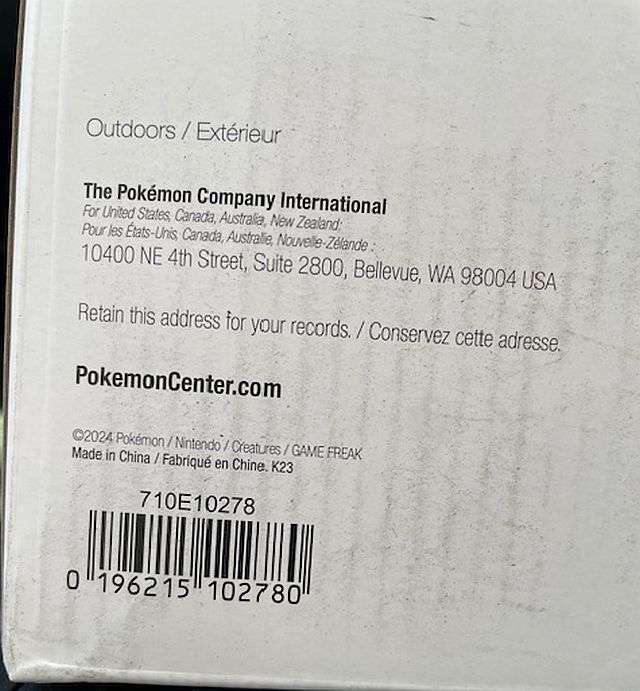 Outdoors / Extérieur
The Pokémon Company International
For United States, Canada, Australia, New Zealand:
Pour les États-Unis, Canada, Australie, Nouvelle-Zélande :
10400 NE 4th Street, Suite 2800, Bellevue, WA 98004 USA
Retain this address for your records. / Conservez cette adresse.
PokemonCenter.com
©2024 Pokémon / Nintendo / Creatures / GAME FREAK
Made in China / Fabriqué en Chine. K23
710E10278
0 196215 102780